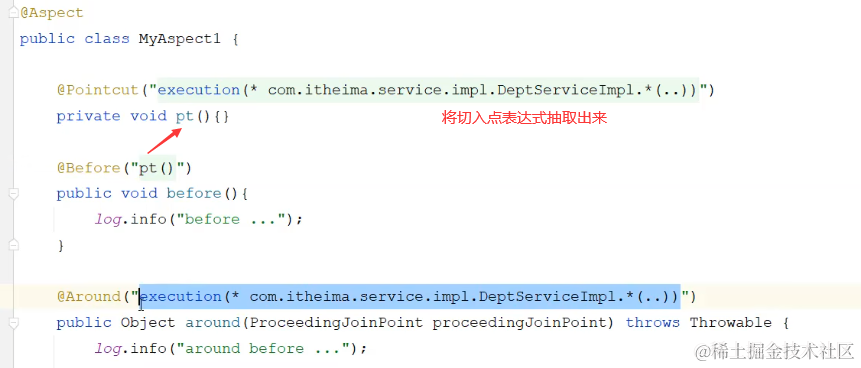 @Aspect
public class MyAspect1 {
@Pointcut("execution(* com.itheima.service.impl.DeptServiceImpl.*(..))")
private void pt(){}
将切入点表达式抽取出来
@Before("pt()")
public void before(){
log.info("before ...");
}
@Around("execution(* com.itheima.service.impl.DeptServiceImpl.*(..))")
public Object around(ProceedingJoinPoint proceedingJoinPoint) throws Throwable {
log.info("around before ...");
@稀土掘金技术社区